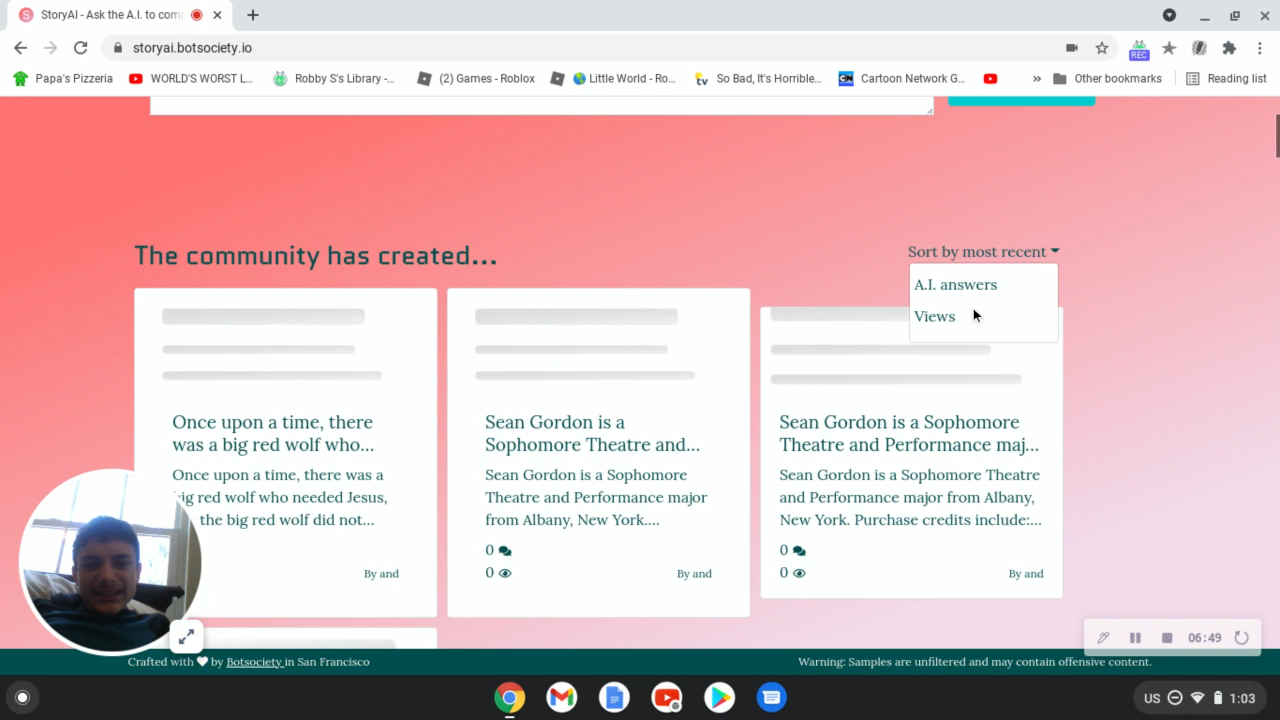 StoryAI - Ask the A.I. to com
storyai.botsociety.io
REC
Papa's Pizzeria
WORLD'S WORST L...
Robby S's Library -...
(2) Games - Roblox
Little World - Ro...
tv
So Bad, It's Horrible...
CN
Cartoon Network G...
»
Other bookmarks
Reading list
The community has created...
Sort by most recent
A.I. answers
Views
Once upon a time, there
was a big red wolf who...
Once upon a time, there was a
big red wolf who needed Jesus,
the big red wolf did not...
Sean Gordon is a
Sophomore Theatre and...
Sean Gordon is a Sophomore
Theatre and Performance major
from Albany, New York....
0
0
By and
By and
Sean Gordon is a Sophomore
Theatre and Performance maj...
Sean Gordon is a Sophomore Theatre
and Performance major from Albany,
New York. Purchase credits include:...
0
0
By and
06:49
Crafted with ❤ by Botsociety in San Francisco
Warning: Samples are unfiltered and may contain offensive content.
US
1:03